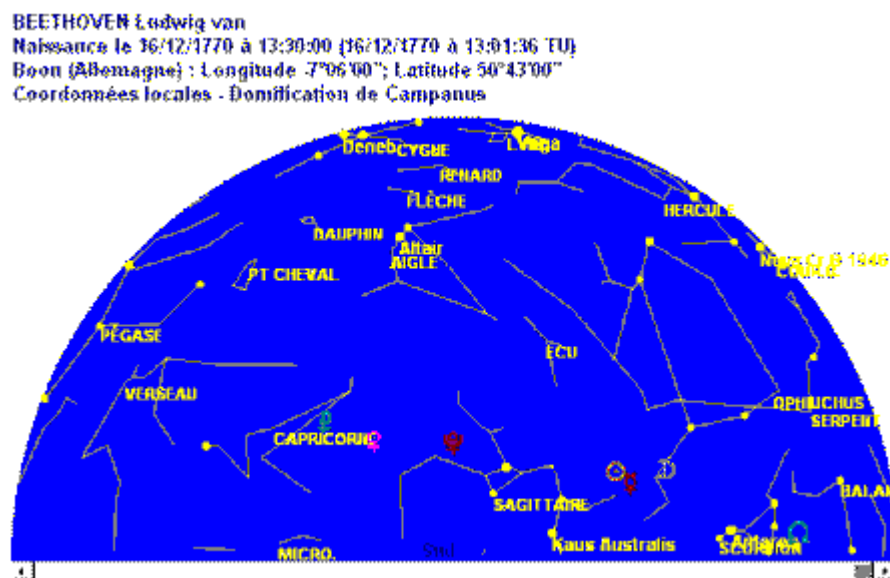 BEETHOVEN Ludwig van
Naissance le 16/12/1770 à 13:30:00 (16/12/1770 à 13:01:36 TU)
Bonn (Allemagne) : Longitude -7°06'00"; Latitude 50°43'00"
Coordonnées locales - Domification de Campanus
Deneb
CYGNE
RENARD
FLÈCHE
HERCULE
DAUPHIN
Altair
AIGLE
PT CHEVAL
PÉGASE
ECU
VERSEAU
OPHIUCHUS
SERPENT
CAPRICORNE
SAGITTAIRE
BALAN
Kaus Australis
Antares
SCORPION
MICRO.
Sud